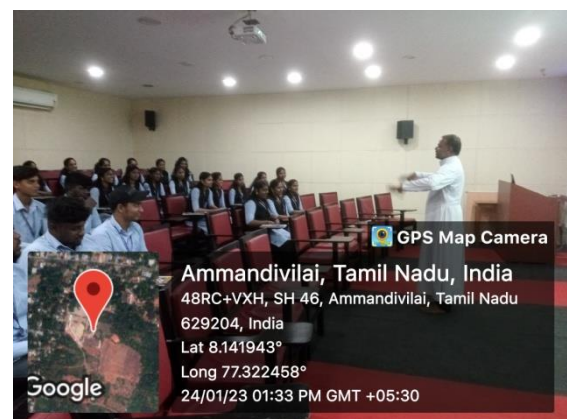 GPS Map Camera
Ammandivilai, Tamil Nadu, India
48RC+VXH, SH 46, Ammandivilai, Tamil Nadu
629204, India
Lat 8.141943°
Long 77.322458°
24/01/23 01:33 PM GMT +05:30
Google